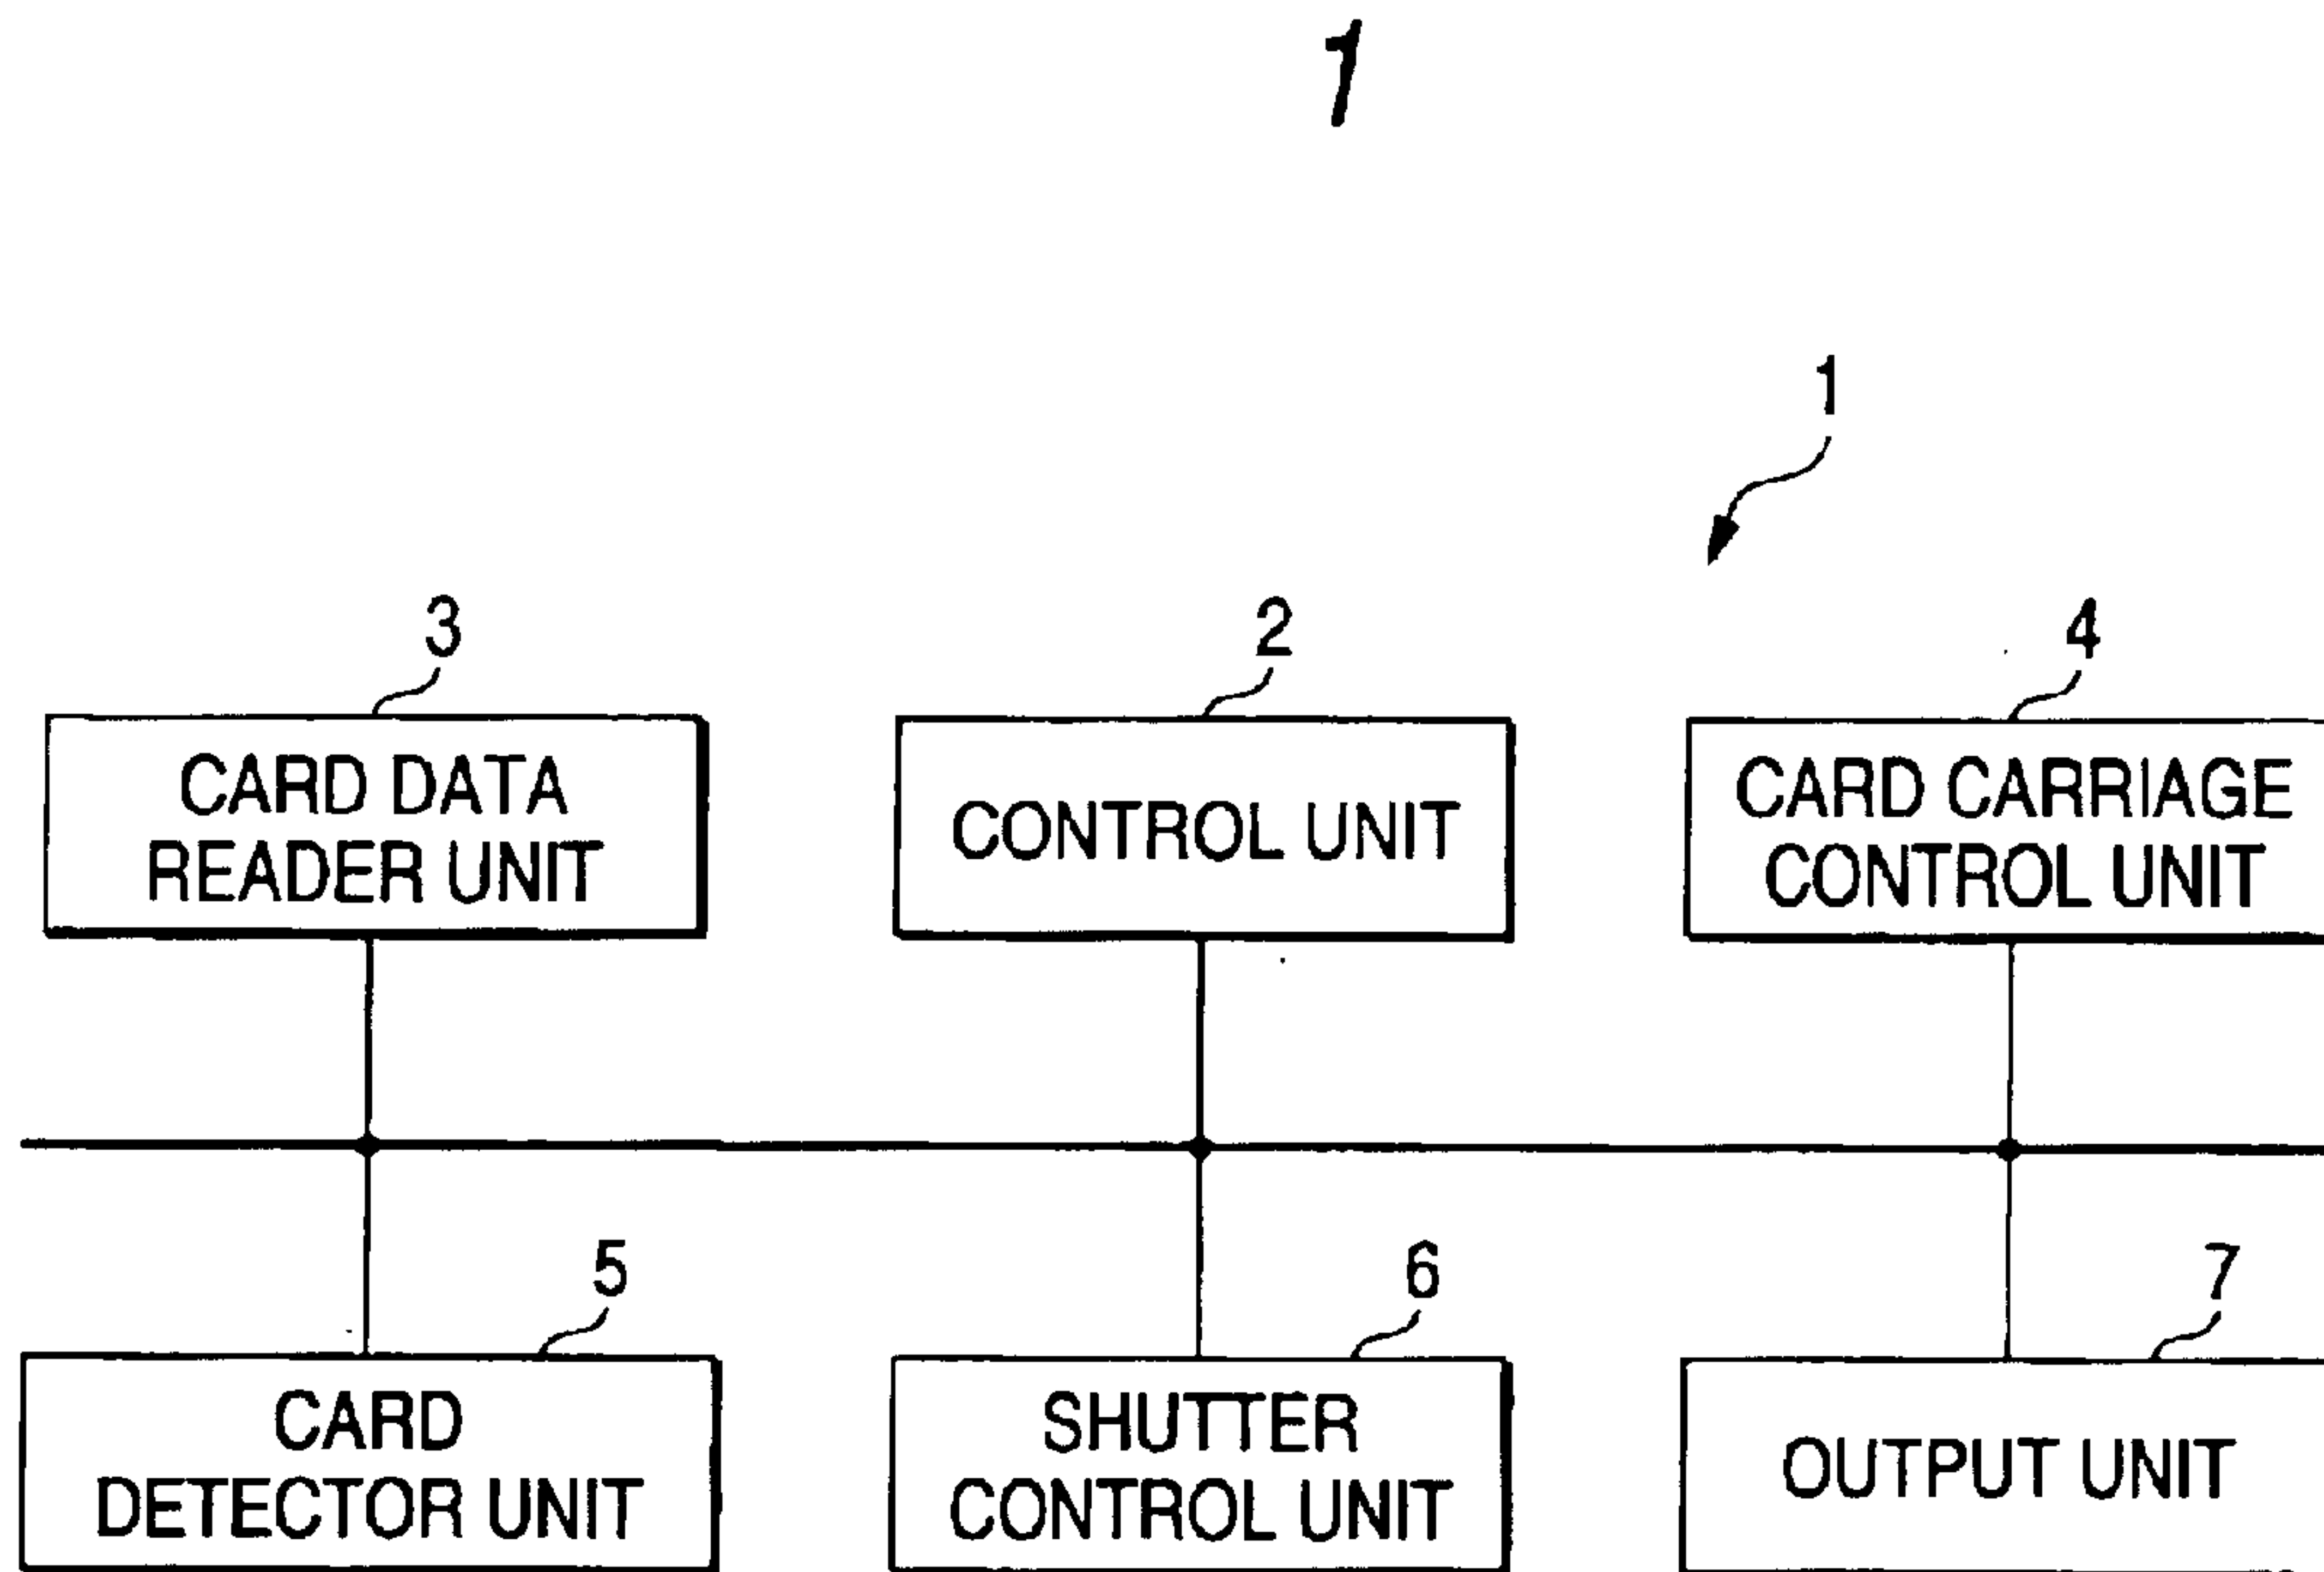 1
1
3
2
4
CARD DATA
READER UNIT
CONTROL UNIT
CARD CARRIAGE
CONTROL UNIT
5
6
7
CARD
DETECTOR UNIT
SHUTTER
CONTROL UNIT
OUTPUT UNIT